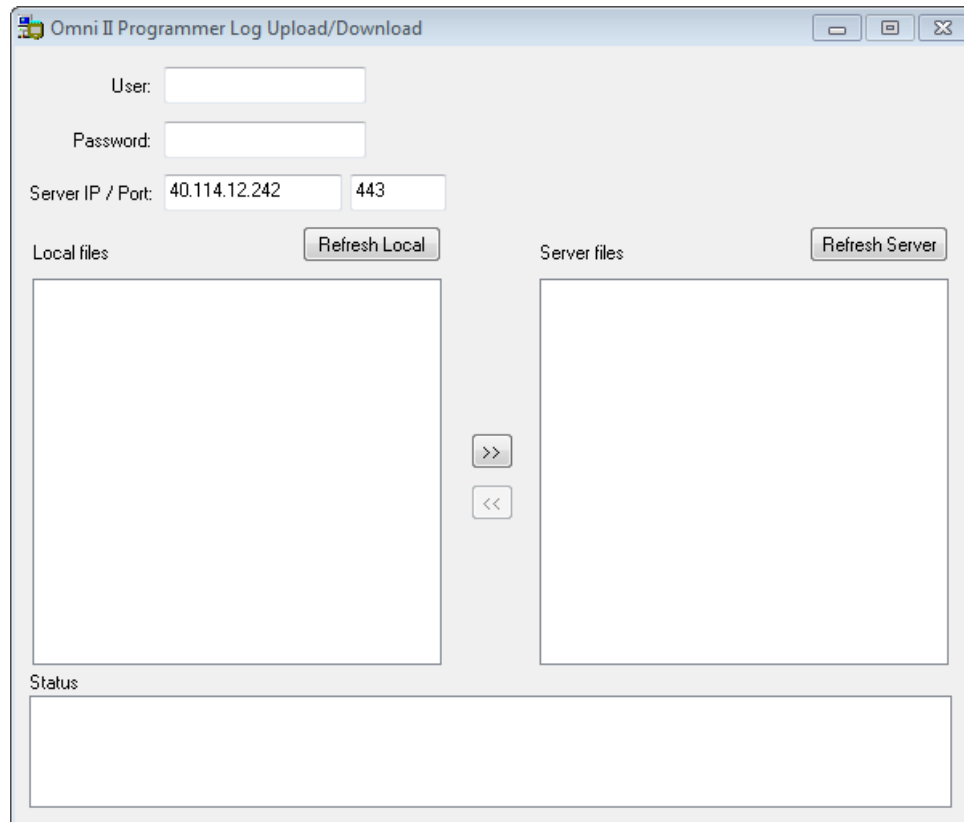 Omni II Programmer Log Upload/Download
User:
Password:
Server IP / Port: 40.114.12.242 443
Local files Refresh Local Server files Refresh Server
>>
<<
Status